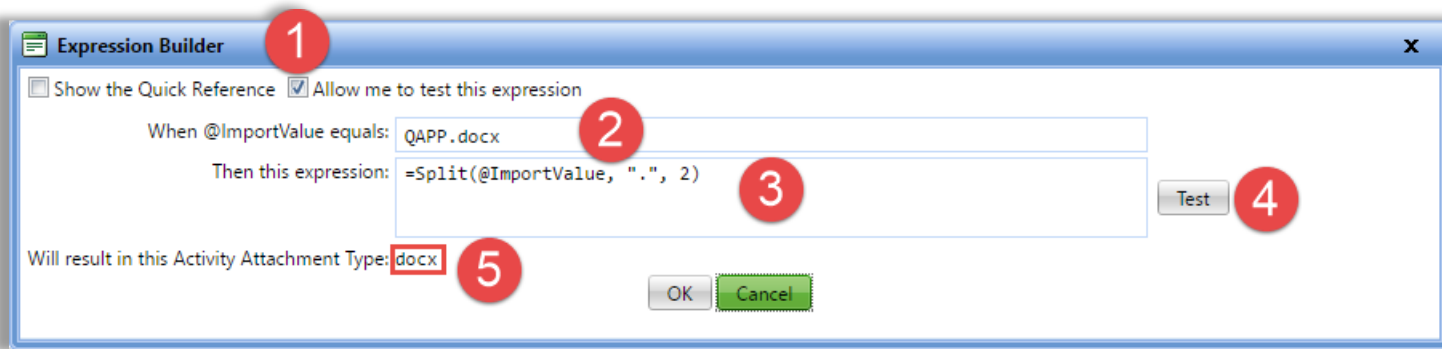 Expression Builder 1 x
Show the Quick Reference Allow me to test this expression
When @ImportValue equals: QAPP.docx 2
Then this expression: =Split(@ImportValue, ".", 2) 3
Test 4
Will result in this Activity Attachment Type: docx 5
OK Cancel